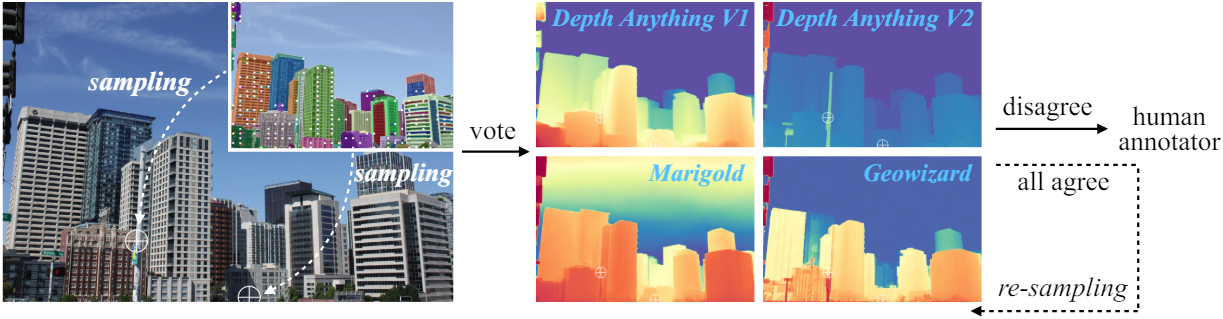 sampling
sampling
vote
Depth Anything V1
Depth Anything V2
Marigold
Geowizard
disagree
human
annotator
all agree
re-sampling